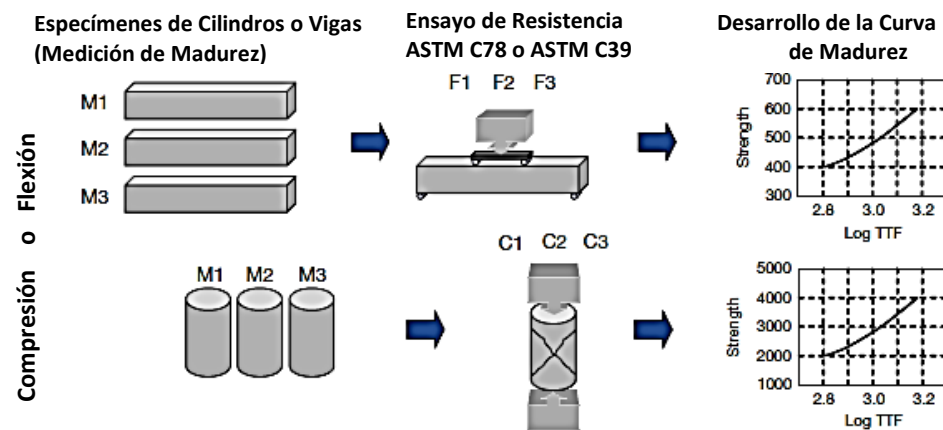 Especímenes de Cilindros o Vigas
(Medición de Madurez)
Ensayo de Resistencia
ASTM C78 o ASTM C39
Desarrollo de la Curva
de Madurez
Compresión o Flexión
M1
M2
M3
F1 F2 F3
700
600
500
400
300
Strength
2.8 3.0 3.2
Log TTF
M1 M2 M3
C1 C2 C3
5000
4000
3000
2000
1000
Strength
2.8 3.0 3.2
Log TTF